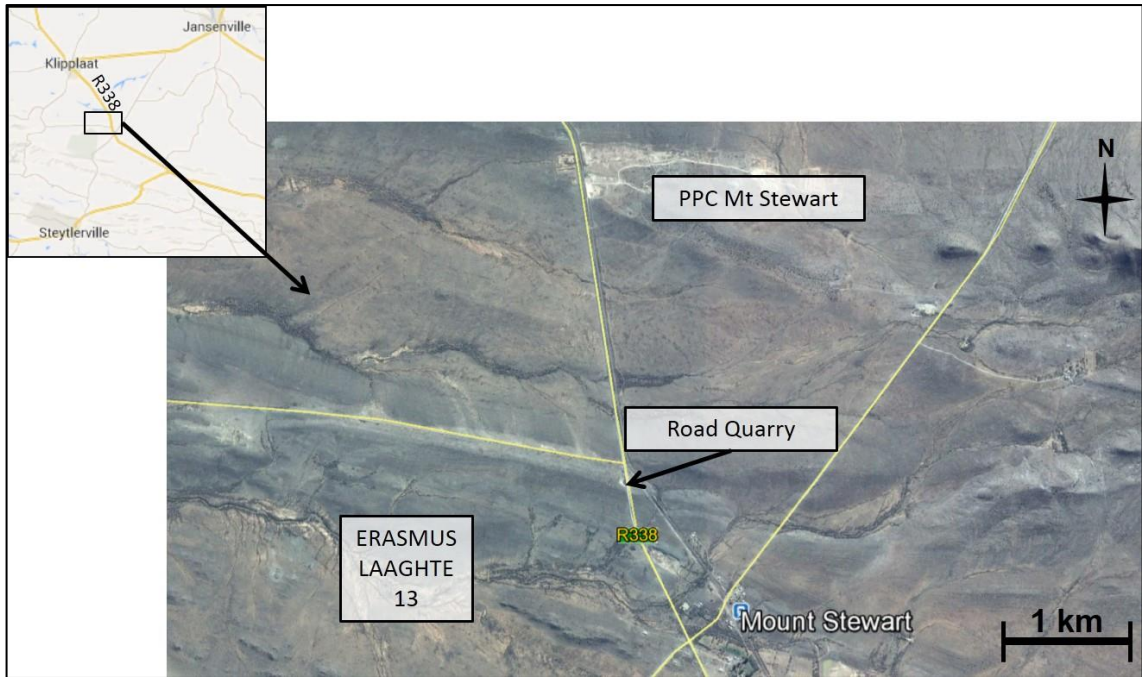 Jansenville
Klipplaat
R338
Steytlerville
N
PPC Mt Stewart
Road Quarry
R338
ERASMUS
LAAGHTE
13
Mount Stewart
1 km